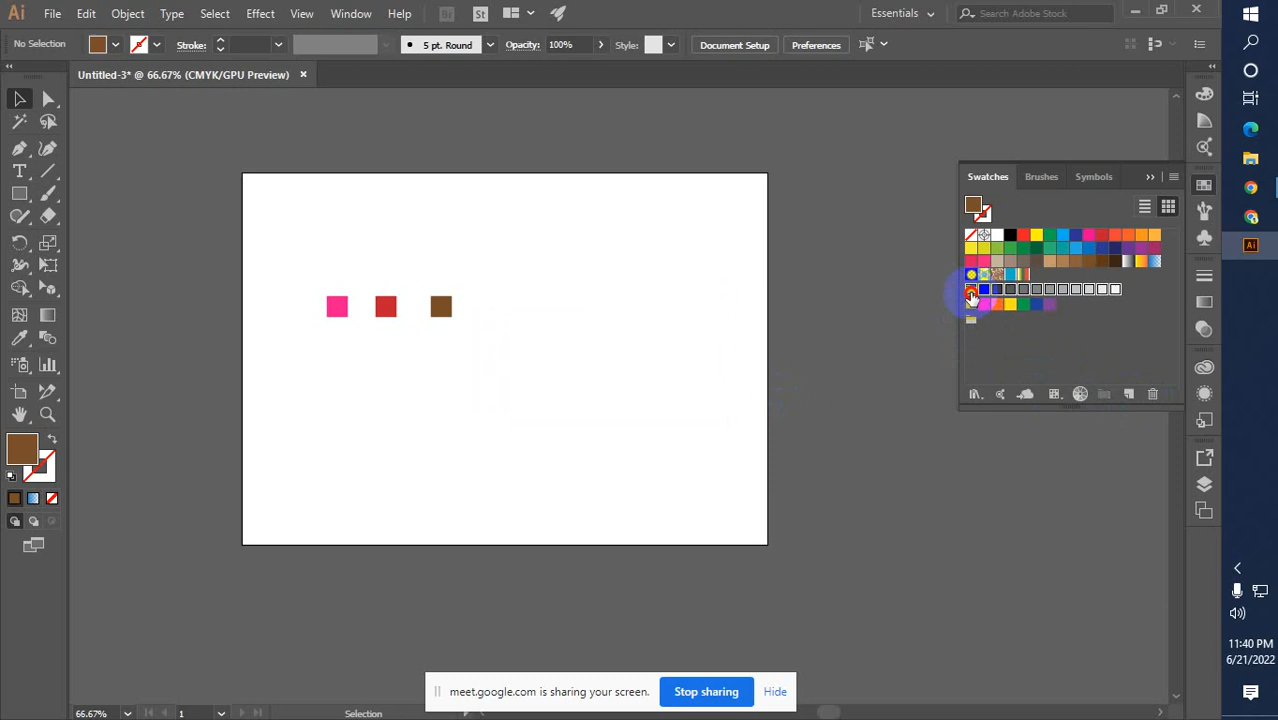 Ai File Edit Object Type Select Effect View Window Help Br St Essentials Search Adobe Stock
No Selection Stroke: 5 pt. Round Opacity: 100% Style: Document Setup Preferences
Untitled-3* @ 66.67% (CMYK/GPU Preview) ×
Swatches Brushes Symbols
Ai
meet.google.com is sharing your screen. Stop sharing Hide
11:40 PM
6/21/2022
66.67% 1 Selection